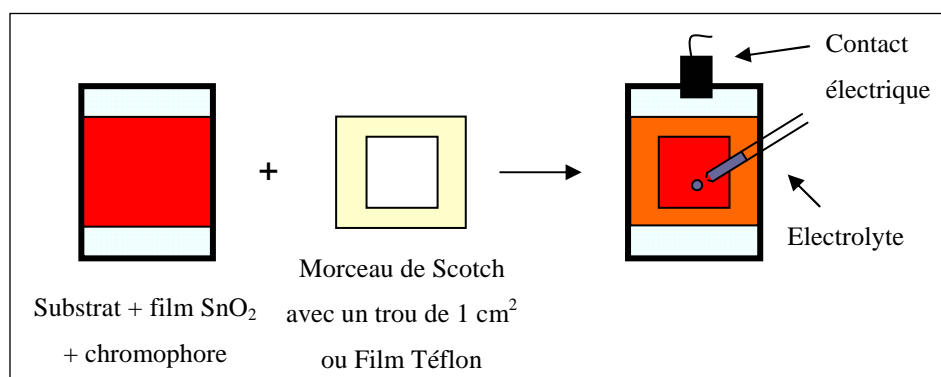 Contact
électrique
+
Electrolyte
Substrat + film SnO₂
+ chromophore
Morceau de Scotch
avec un trou de 1 cm²
ou Film Téflon